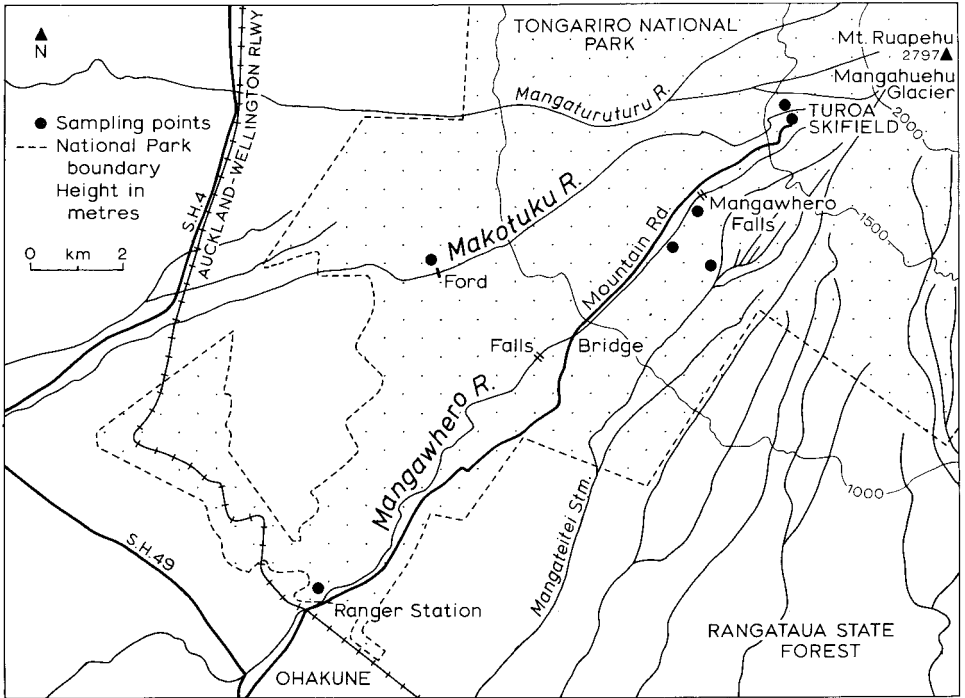 TONGARIRO NATIONAL
PARK
Mt. Ruapehu
2797
N
Mangahuehu
Glacier
Mangaturuturu R.
TUROA
SKIFIELD
2000
Sampling points
National Park
boundary
Height in
metres
0 km 2
S.H.4
AUCKLAND-WELLINGTON RLWY
Makotuku R.
Ford
Mountain Rd.
Mangawhero
Falls
1500
Falls
Bridge
Mangawhero R.
1000
Mangateitei Stm.
S.H.49
Ranger Station
RANGATAUA STATE
FOREST
OHAKUNE